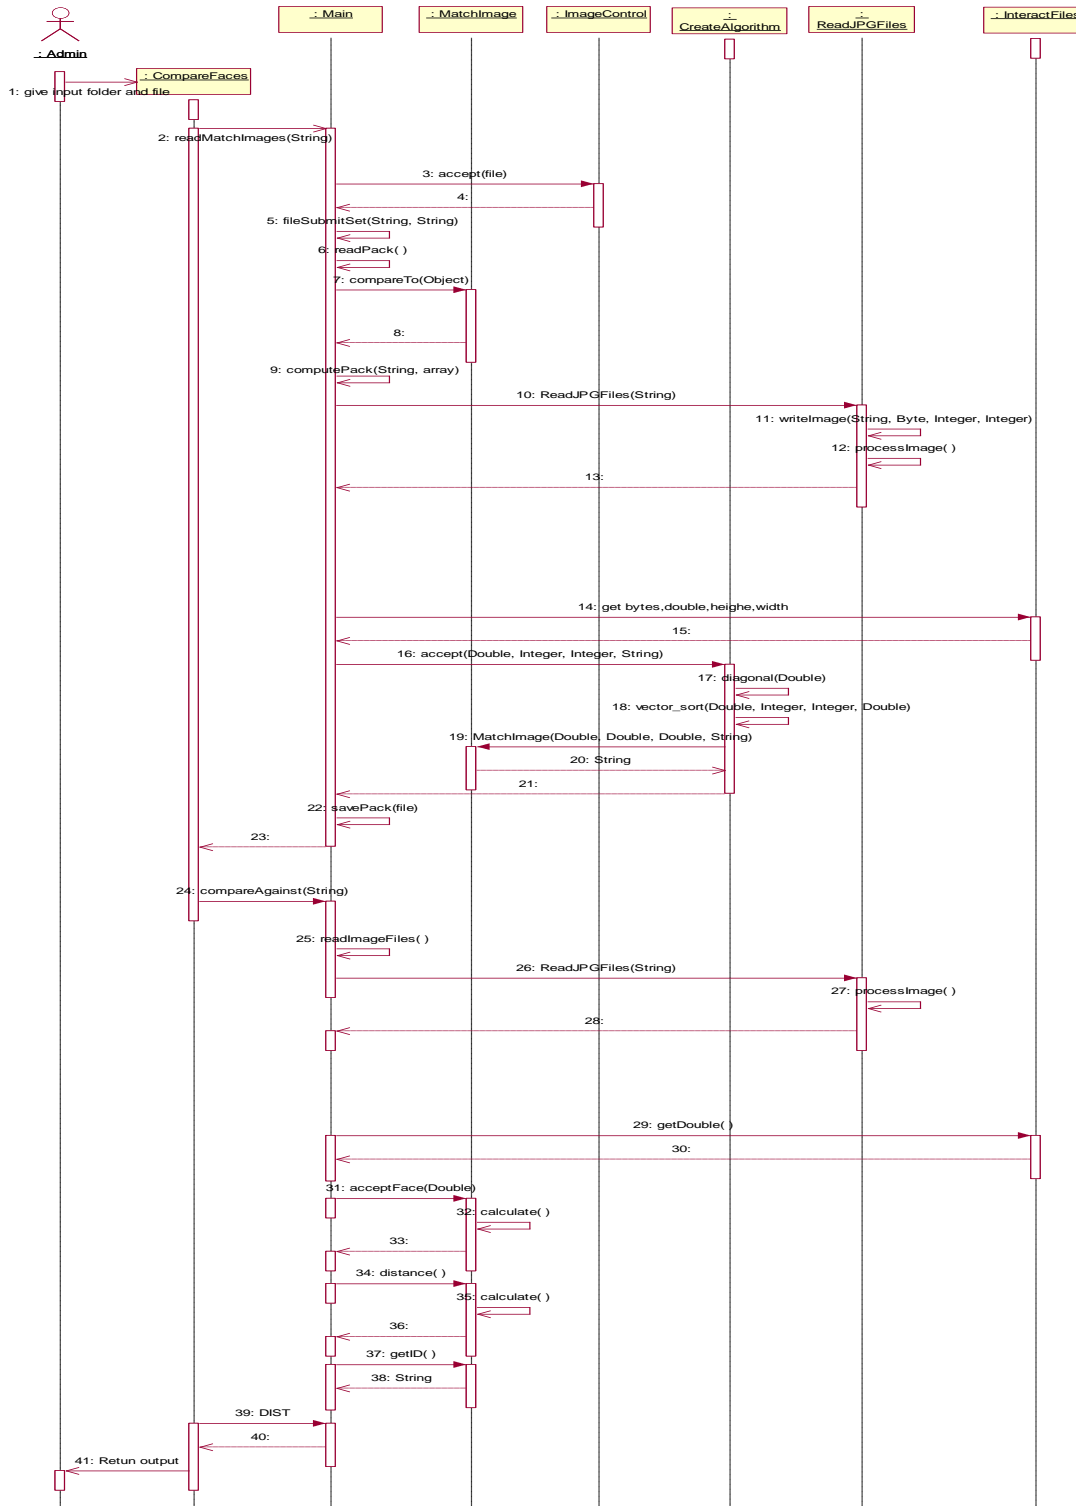 : Main
: MatchImage
: ImageControl
:
CreateAlgorithm
:
ReadJPGFiles
: InteractFiles
: Admin
: CompareFaces
1: give input folder and file
2: readMatchImages(String)
3: accept(file)
4:
5: fileSubmitSet(String, String)
6: readPack( )
7: compareTo(Object)
8:
9: computePack(String, array)
10: ReadJPGFiles(String)
11: writeImage(String, Byte, Integer, Integer)
12: processImage( )
13:
14: get bytes,double,heighe,width
15:
16: accept(Double, Integer, Integer, String)
17: diagonal(Double)
18: vector_sort(Double, Integer, Integer, Double)
19: MatchImage(Double, Double, Double, String)
20: String
21:
22: savePack(file)
23:
24: compareAgainst(String)
25: readImageFiles( )
26: ReadJPGFiles(String)
27: processImage( )
28:
29: getDouble( )
30:
31: acceptFace(Double)
32: calculate( )
33:
34: distance( )
35: calculate( )
36:
37: getID( )
38: String
39: DIST
40:
41: Retun output